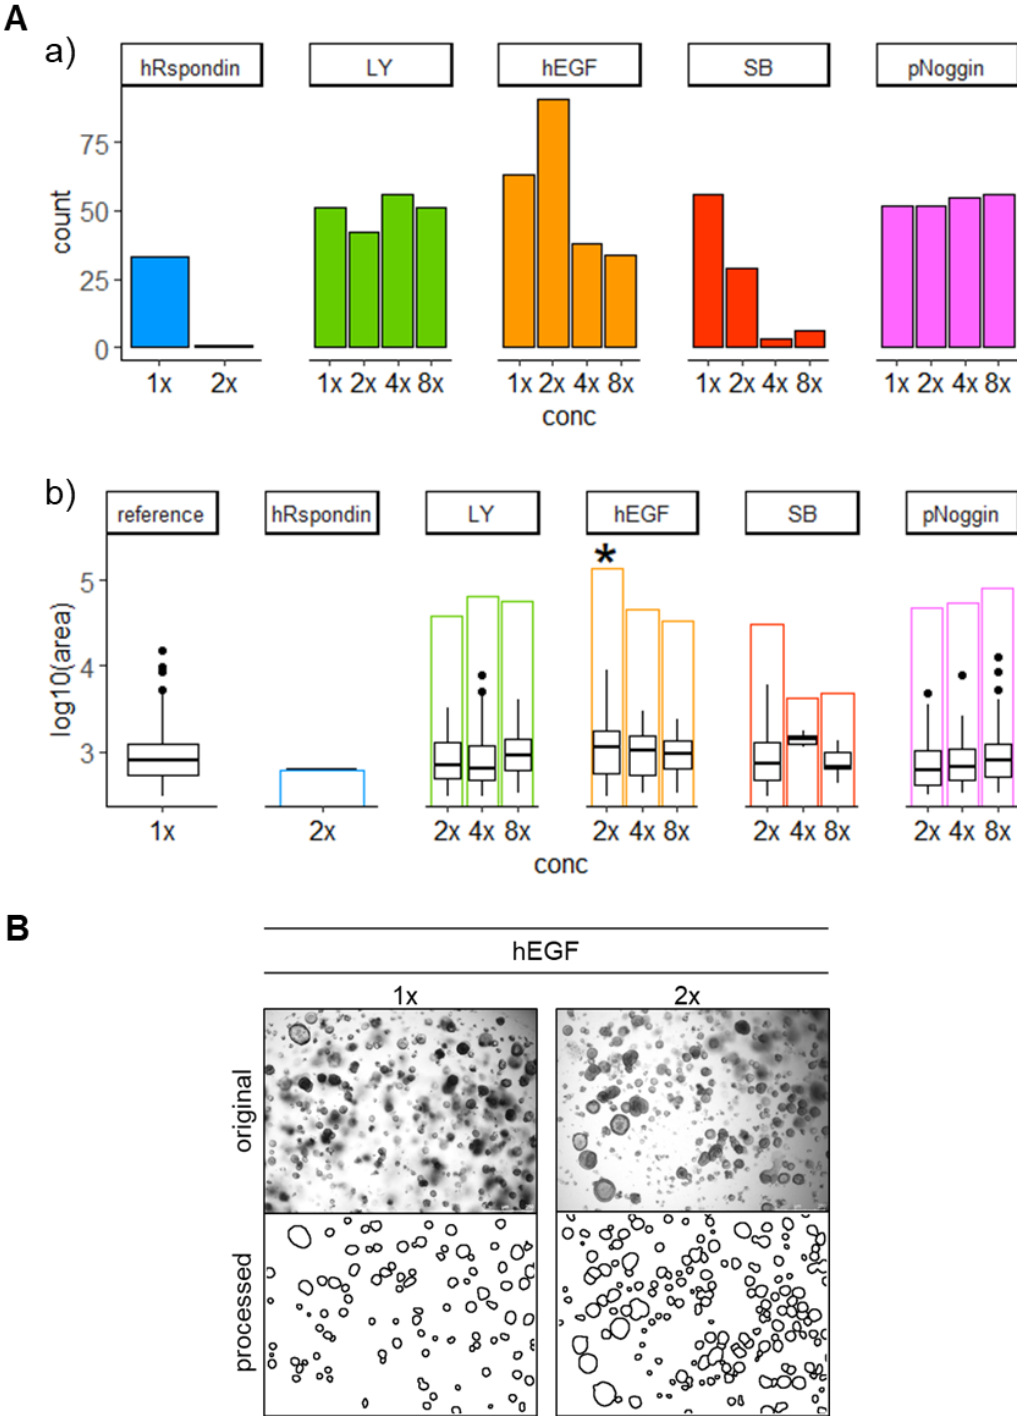 A
a)
hRspondin LY hEGF SB pNoggin
75
50
25
0
count
1x 2x 1x 2x 4x 8x 1x 2x 4x 8x 1x 2x 4x 8x 1x 2x 4x 8x
conc
b)
reference hRspondin LY hEGF SB pNoggin
*
5
4
3
log10(area)
1x 2x 2x 4x 8x 2x 4x 8x 2x 4x 8x 2x 4x 8x
conc
B
hEGF
1x 2x
original
processed